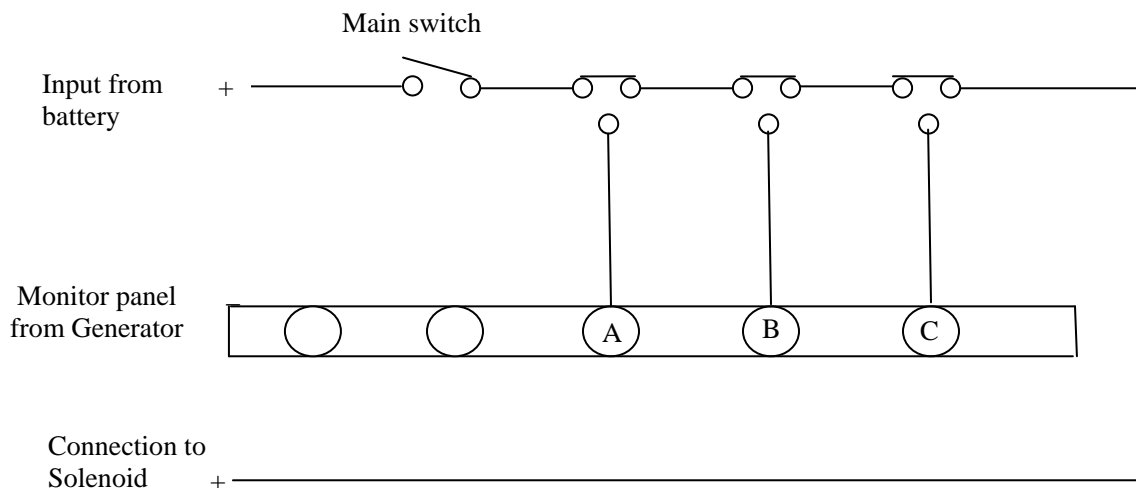 Main switch
Input from
battery
+
Monitor panel
from Generator
−
A
B
C
Connection to
Solenoid
+